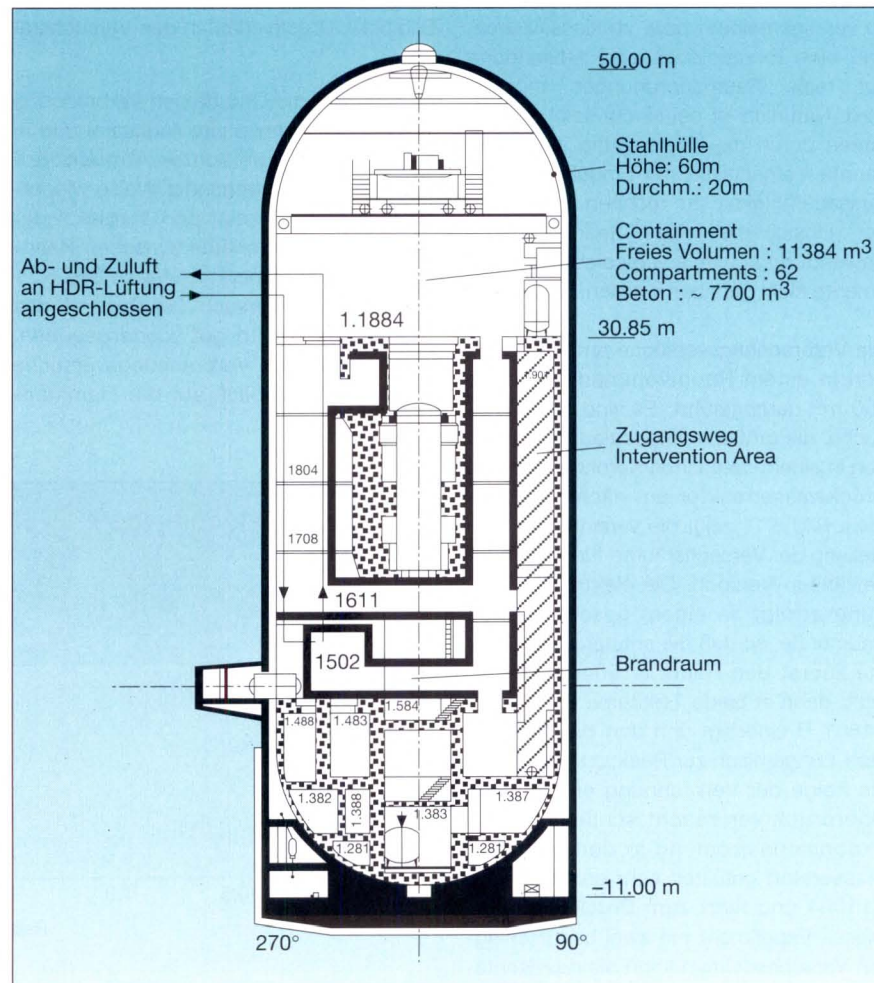 50.00 m
Stahlhülle
Höhe: 60m
Durchm.: 20m
Containment
Freies Volumen : 11384 m³
Compartments : 62
Beton : ~ 7700 m³
Ab- und Zuluft
an HDR-Lüftung
angeschlossen
1.1884
30.85 m
Zugangsweg
Intervention Area
1804
1708
1611
1502
Brandraum
1.584
1.488
1.483
1.382
1.388
1.383
1.387
1.281
1.281
–11.00 m
270°
90°